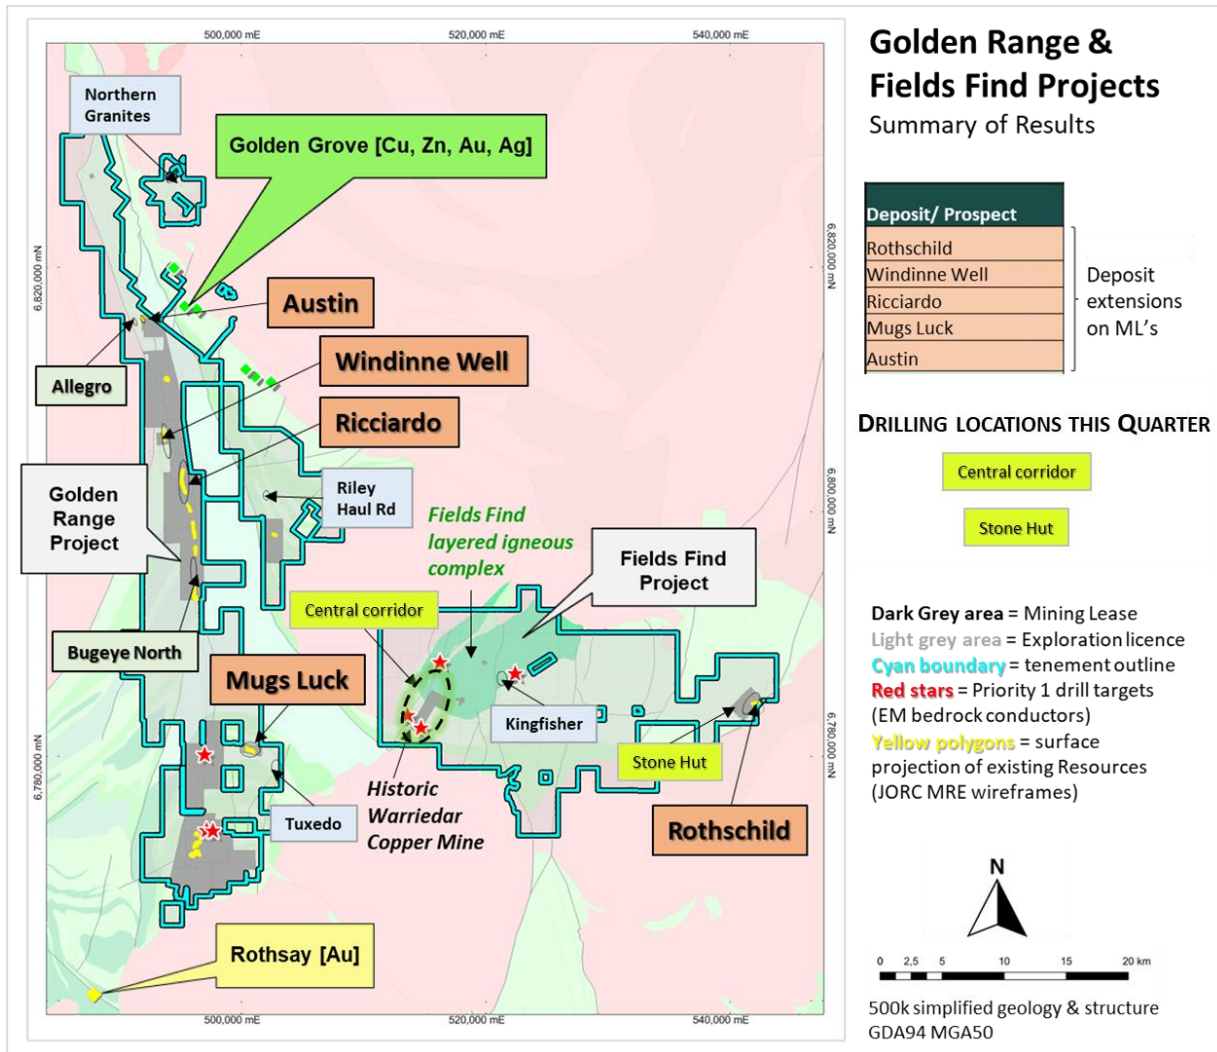 Golden Range &
Fields Find Projects
Summary of Results
500,000 mE
520,000 mE
540,000 mE
Northern
Granites
Golden Grove [Cu, Zn, Au, Ag]
6,820,000 mN
6,820,000 mN
Austin
Windinne Well
Allegro
Ricciardo
Golden
Range
Project
Riley
Haul Rd
6,800,000 mN
Fields Find
layered igneous
complex
Fields Find
Project
Central corridor
Bugeye North
Mugs Luck
Kingfisher
6,780,000 mN
6,780,000 mN
Stone Hut
Historic
Warriedar
Copper Mine
Tuxedo
Rothschild
Rothsay [Au]
500,000 mE
520,000 mE
540,000 mE
Deposit/ Prospect
Rothschild
Windinne Well
Ricciardo
Mugs Luck
Austin
Deposit
extensions
on ML's
DRILLING LOCATIONS THIS QUARTER
Central corridor
Stone Hut
Dark Grey area = Mining Lease
Light grey area = Exploration licence
Cyan boundary = tenement outline
Red stars = Priority 1 drill targets
(EM bedrock conductors)
Yellow polygons = surface
projection of existing Resources
(JORC MRE wireframes)
N
0 2,5 5 10 15 20 km
500k simplified geology & structure
GDA94 MGA50